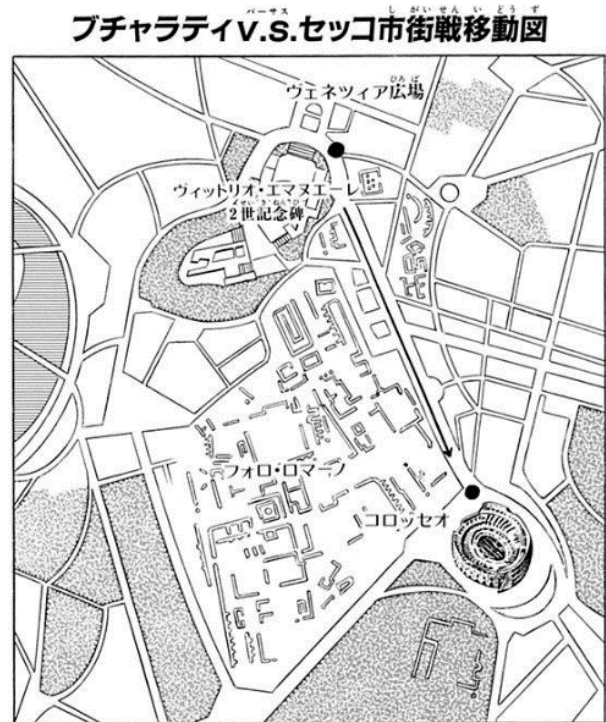 ブチャラティV.S.セッコ市街戦移動図
ヴェネツィア広場
ヴィットリオ・エマヌエーレ
2世記念碑
フォロ・ロマーノ
コロッセオ